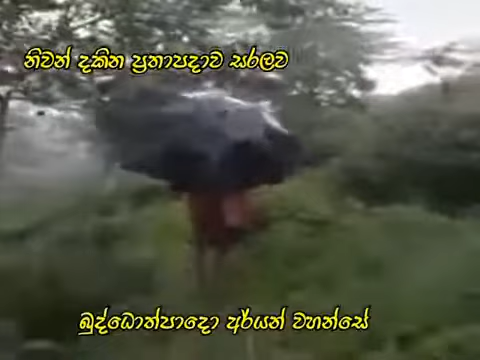 නිවන් දකින ප්‍රතාපදාව සරලව
බුද්ධොත්පාදො අර්යන් වහන්සේ